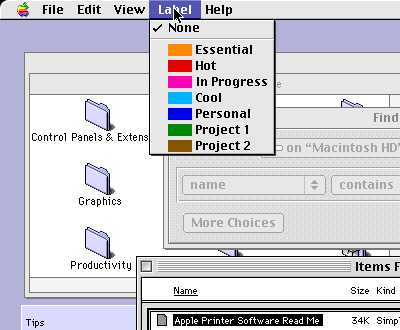 File Edit View Label Help
✓ None
Essential
Hot
In Progress
Cool
Personal
Project 1
Project 2
Control Panels & Extens
Find
on “Macintosh HD”
Graphics
name
contains
More Choices
Productivity
Items F
Name Size Kind
Apple Printer Software Read Me 34K Simpl
Tips